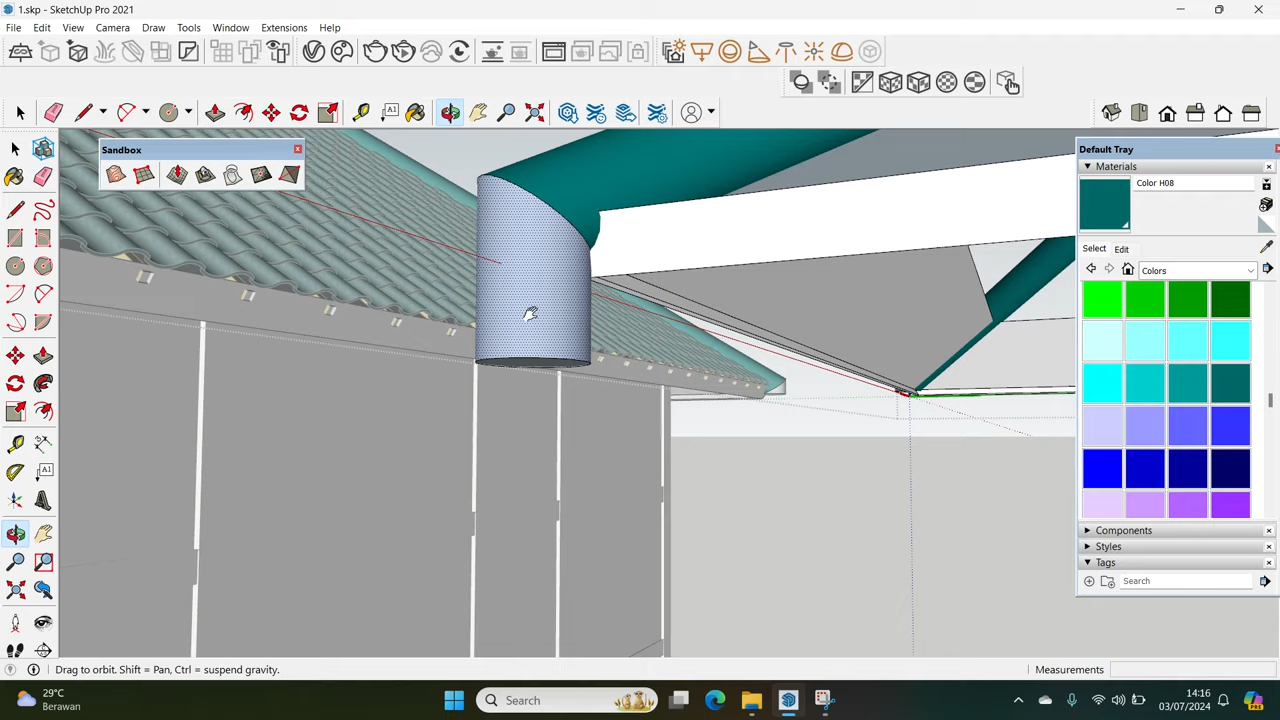 1.skp - SketchUp Pro 2021
File Edit View Camera Draw Tools Window Extensions Help
A1
Sandbox
Default Tray
Materials
Color H08
Select Edit
Colors
A1
Components
Styles
Tags
Search
Drag to orbit. Shift = Pan, Ctrl = suspend gravity.
Measurements
29°C
Berawan
Search
14:16
03/07/2024